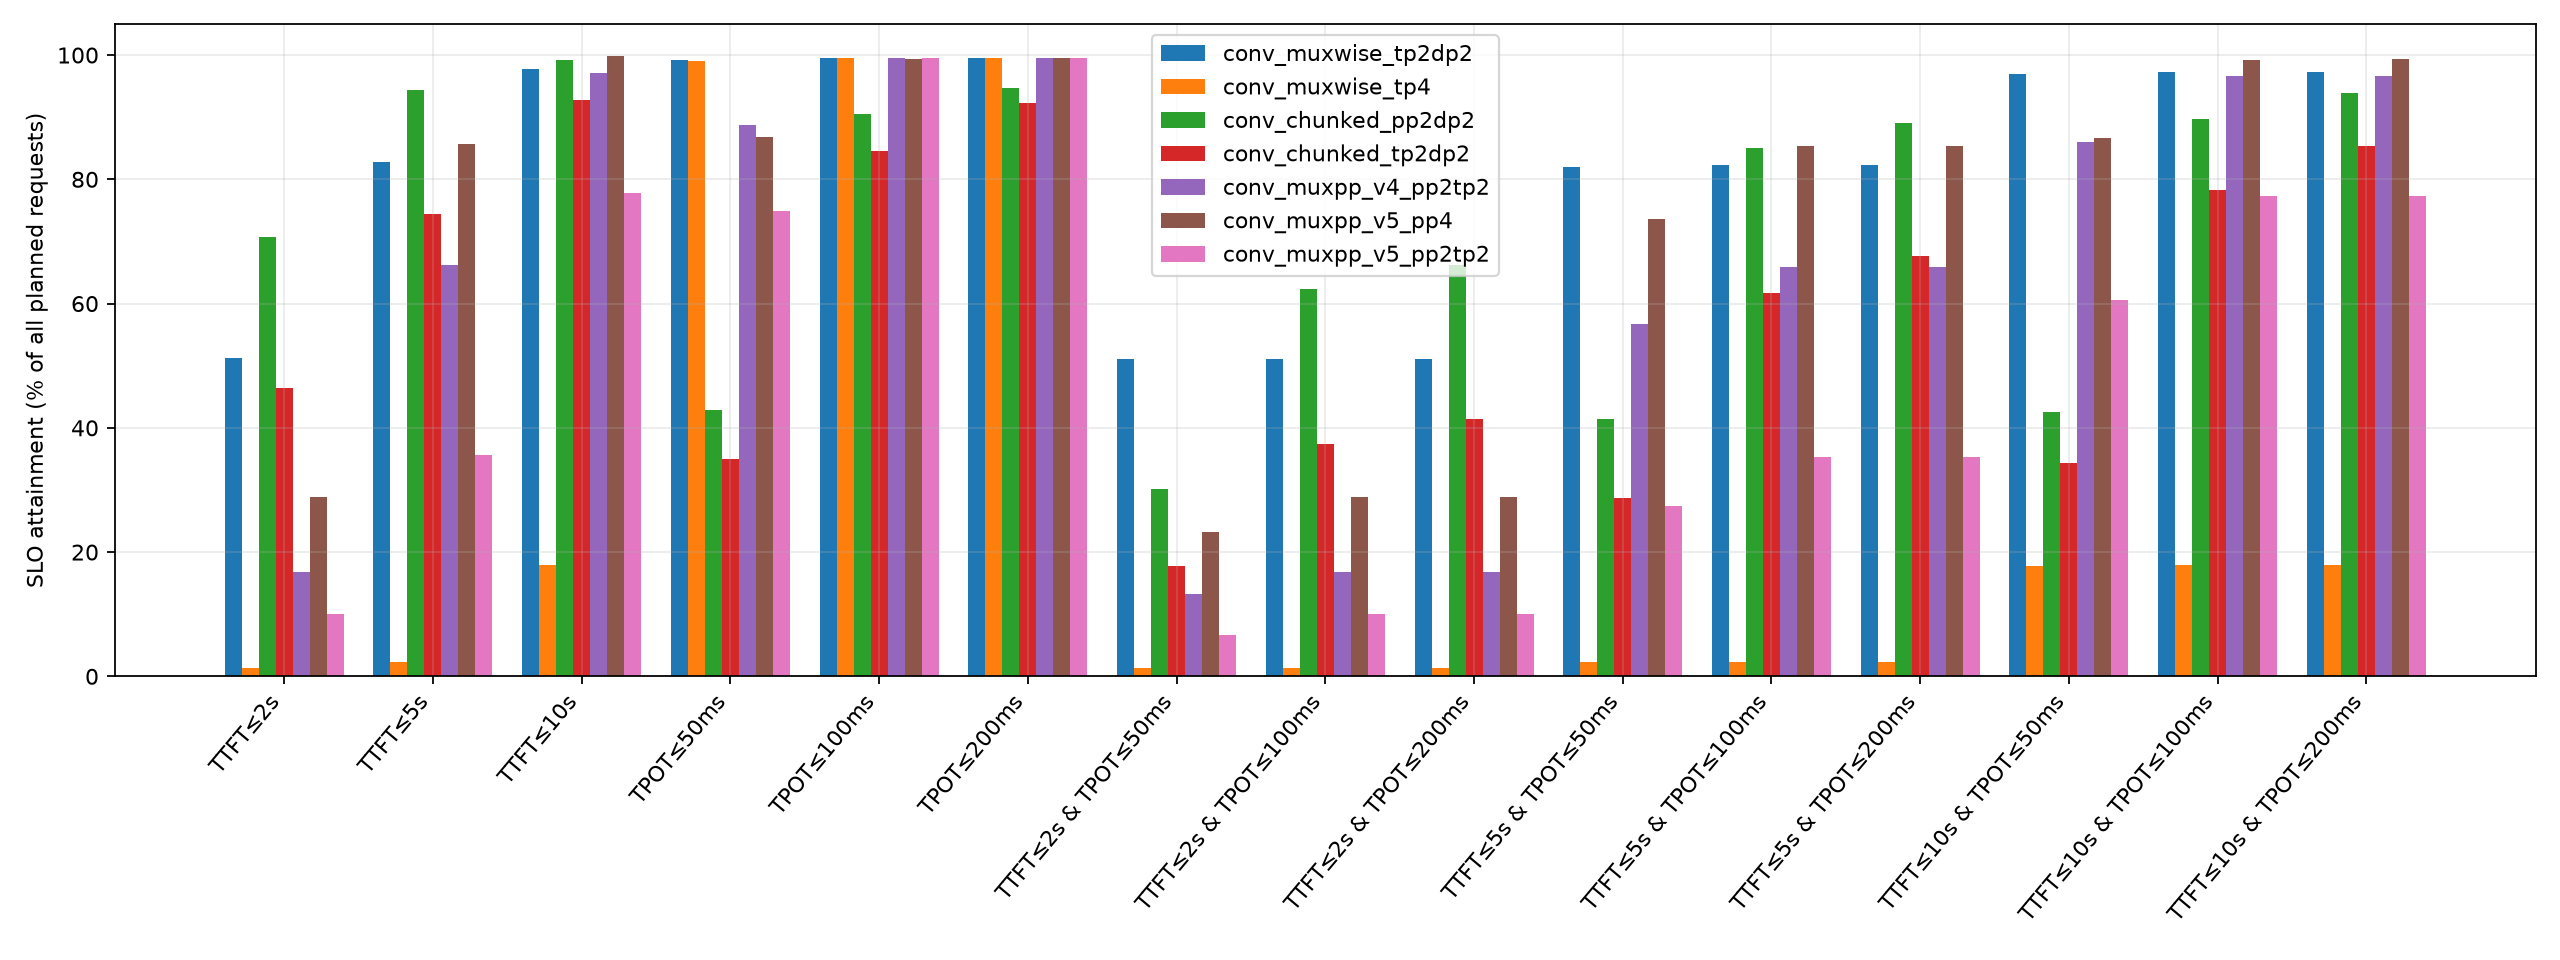 SLO attainment (% of all planned requests)
100
80
60
40
20
0
conv_muxwise_tp2dp2
conv_muxwise_tp4
conv_chunked_pp2dp2
conv_chunked_tp2dp2
conv_muxpp_v4_pp2tp2
conv_muxpp_v5_pp4
conv_muxpp_v5_pp2tp2
TTFT≤2s
TTFT≤5s
TTFT≤10s
TPOT≤50ms
TPOT≤100ms
TPOT≤200ms
TTFT≤2s & TPOT≤50ms
TTFT≤2s & TPOT≤100ms
TTFT≤2s & TPOT≤200ms
TTFT≤5s & TPOT≤50ms
TTFT≤5s & TPOT≤100ms
TTFT≤5s & TPOT≤200ms
TTFT≤10s & TPOT≤50ms
TTFT≤10s & TPOT≤100ms
TTFT≤10s & TPOT≤200ms